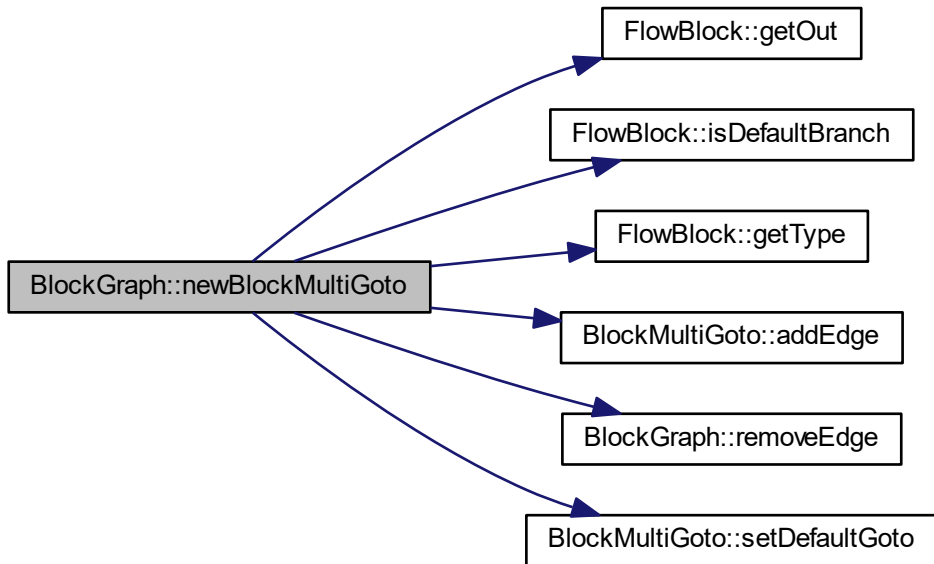 FlowBlock::getOut
FlowBlock::isDefaultBranch
FlowBlock::getType
BlockGraph::newBlockMultiGoto
BlockMultiGoto::addEdge
BlockGraph::removeEdge
BlockMultiGoto::setDefaultGoto